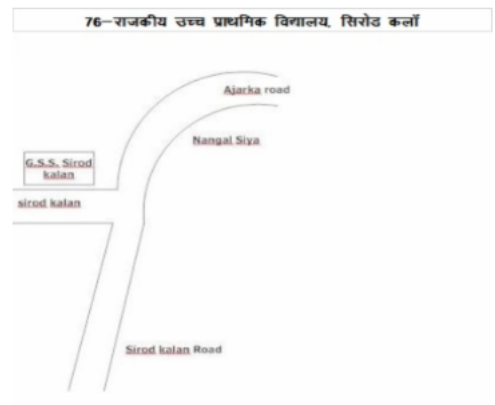 76–राजकीय उच्च प्राथमिक विद्यालय, सिरोड कलॉ
Ajarka road
Nangal Siya
G.S.S. Sirod
kalan
sirod kalan
Sirod kalan Road